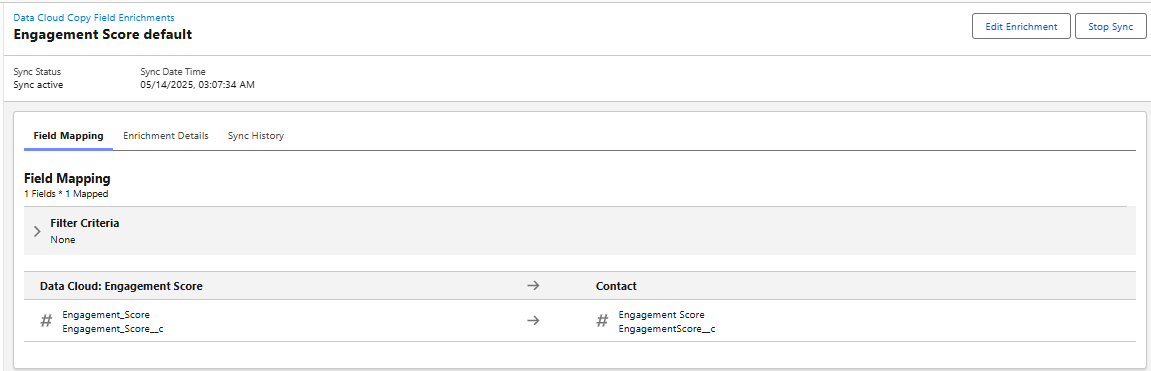 Data Cloud Copy Field Enrichments
Engagement Score default
Edit Enrichment
Stop Sync
Sync Status
Sync Date Time
Sync active
05/14/2025, 03:07:34 AM
Field Mapping
Enrichment Details
Sync History
Field Mapping
1 Fields * 1 Mapped
Filter Criteria
None
Data Cloud: Engagement Score
Contact
Engagement_Score
Engagement Score
Engagement_Score__c
EngagementScore__c